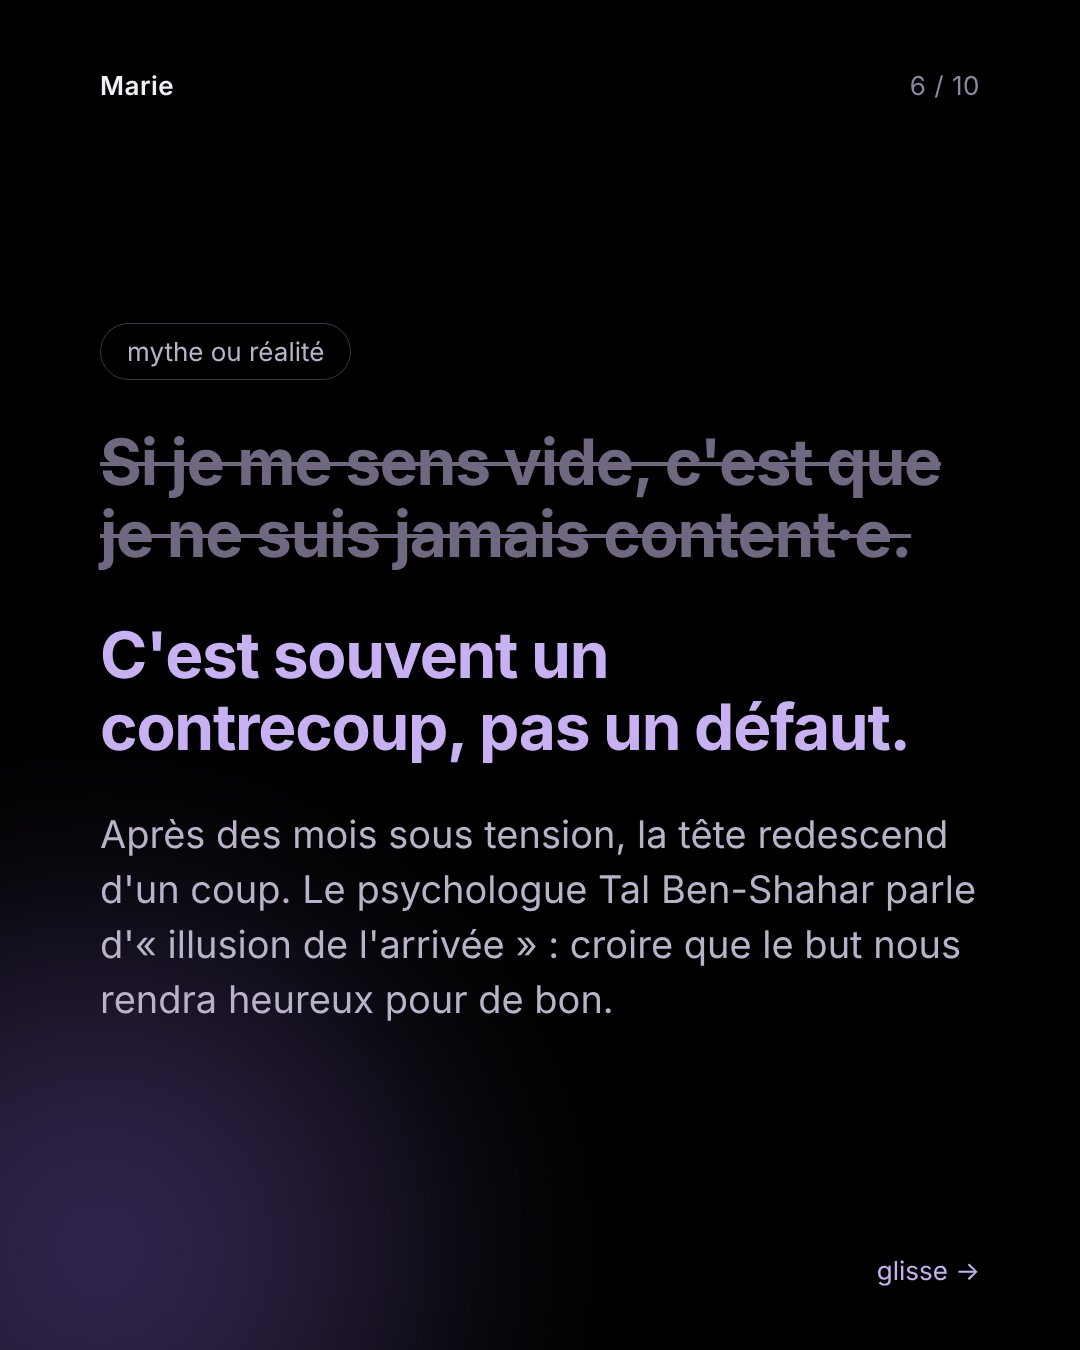 Marie
6 / 10
mythe ou réalité
Si je me sens vide, c'est que
je ne suis jamais content·e.
C'est souvent un
contrecoup, pas un défaut.
Après des mois sous tension, la tête redescend
d'un coup. Le psychologue Tal Ben-Shahar parle
d'« illusion de l'arrivée » : croire que le but nous
rendra heureux pour de bon.
glisse →